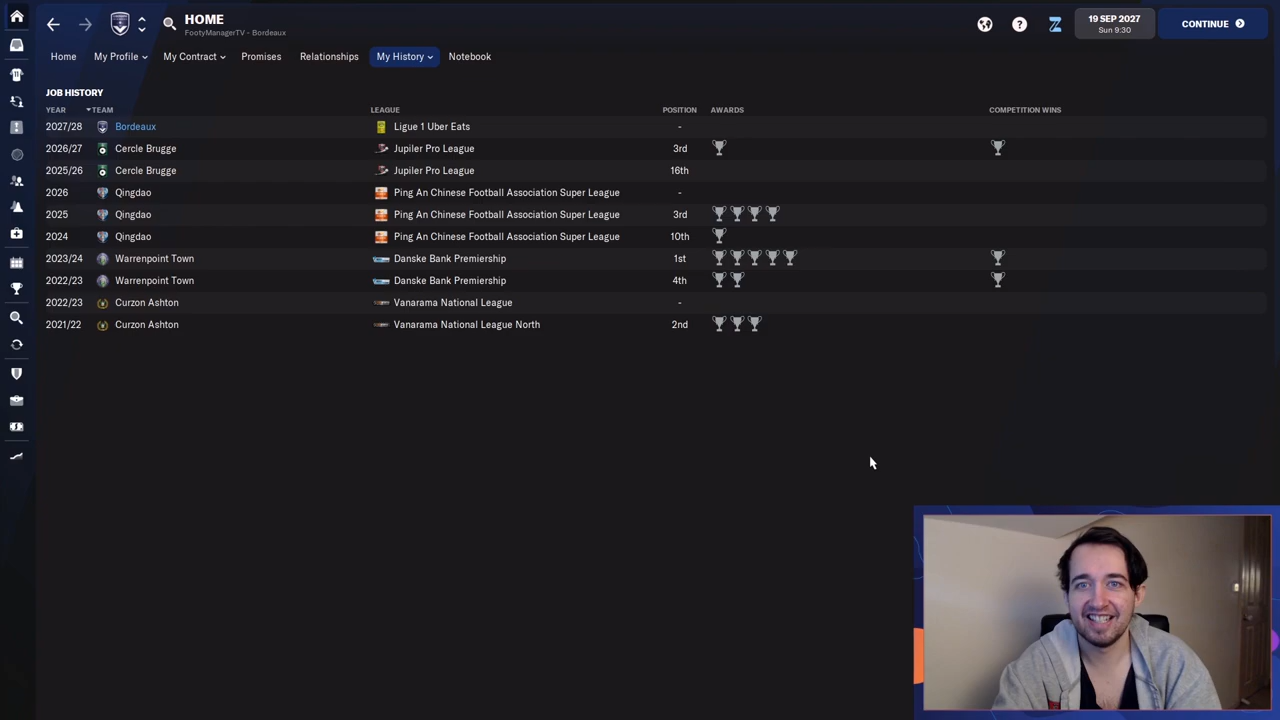 HOME
FootyManagerTV - Bordeaux
19 SEP 2027
Sun 9:30
CONTINUE
Home My Profile My Contract Promises Relationships My History Notebook
JOB HISTORY
YEAR TEAM LEAGUE POSITION AWARDS COMPETITION WINS
2027/28 Bordeaux Ligue 1 Uber Eats -
2026/27 Cercle Brugge Jupiler Pro League 3rd
2025/26 Cercle Brugge Jupiler Pro League 16th
2026 Qingdao Ping An Chinese Football Association Super League -
2025 Qingdao Ping An Chinese Football Association Super League 3rd
2024 Qingdao Ping An Chinese Football Association Super League 10th
2023/24 Warrenpoint Town Danske Bank Premiership 1st
2022/23 Warrenpoint Town Danske Bank Premiership 4th
2022/23 Curzon Ashton Vanarama National League -
2021/22 Curzon Ashton Vanarama National League North 2nd